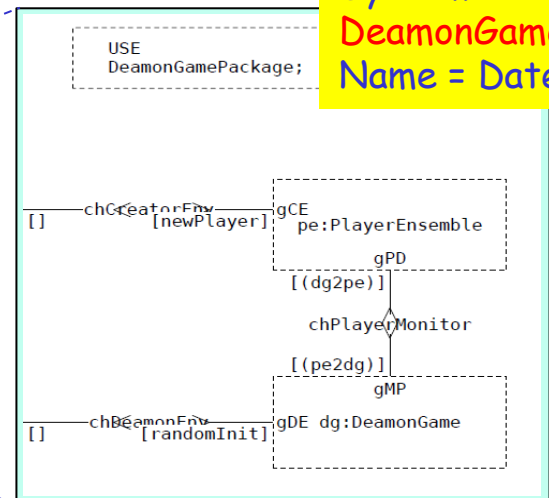 DeamonGam
Name = Date
USE
DeamonGamePackage;
chCreatorEnv
[]
[newPlayer]
gCE
pe:PlayerEnsemble
gPD
[(dg2pe)]
chPlayerMonitor
[(pe2dg)]
gMP
chDeamonEnv
[]
[randomInit]
gDE dg:DeamonGame